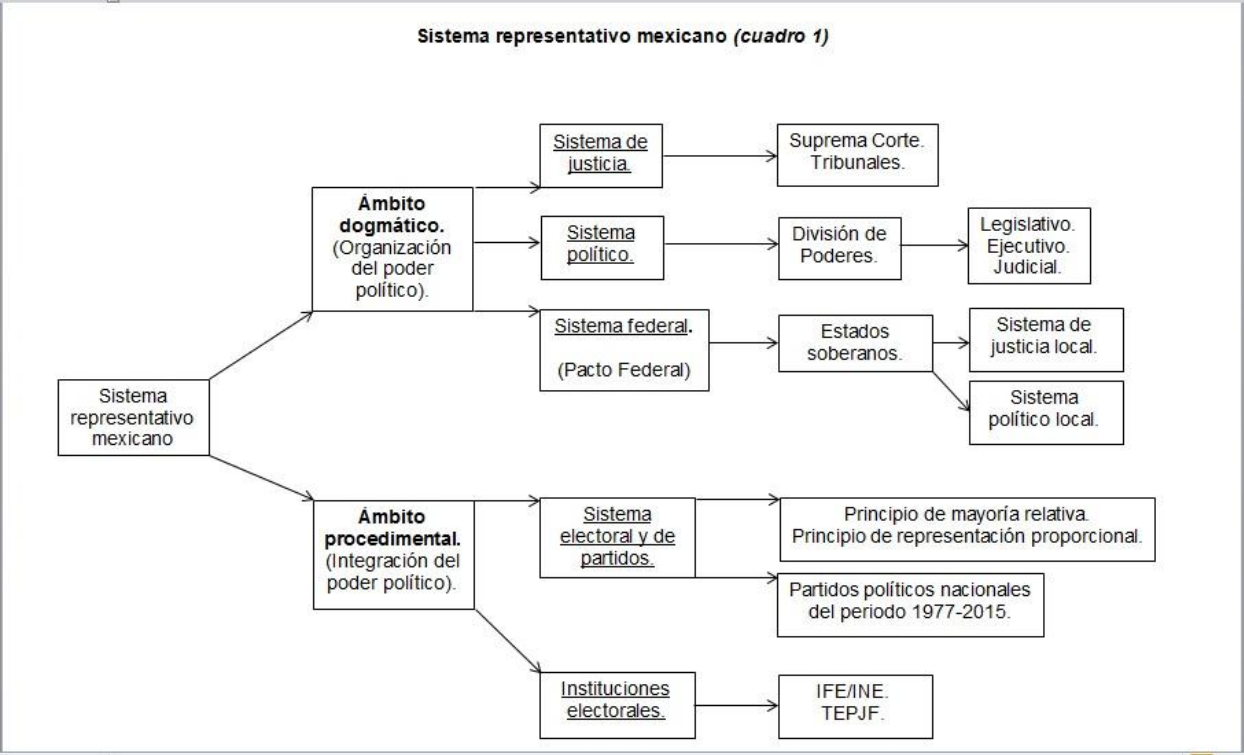 Sistema representativo mexicano (cuadro 1)
Sistema de
justicia.
Suprema Corte.
Tribunales.
Ámbito
dogmático.
(Organización
del poder
político).
Sistema
político.
División de
Poderes.
Legislativo.
Ejecutivo.
Judicial.
Sistema federal.
(Pacto Federal)
Estados
soberanos.
Sistema de
justicia local.
Sistema
político local.
Sistema
representativo
mexicano
Ámbito
procedimental.
(Integración del
poder político).
Sistema
electoral y de
partidos.
Principio de mayoría relativa.
Principio de representación proporcional.
Partidos políticos nacionales
del periodo 1977-2015.
Instituciones
electorales.
IFE/INE.
TEPJF.